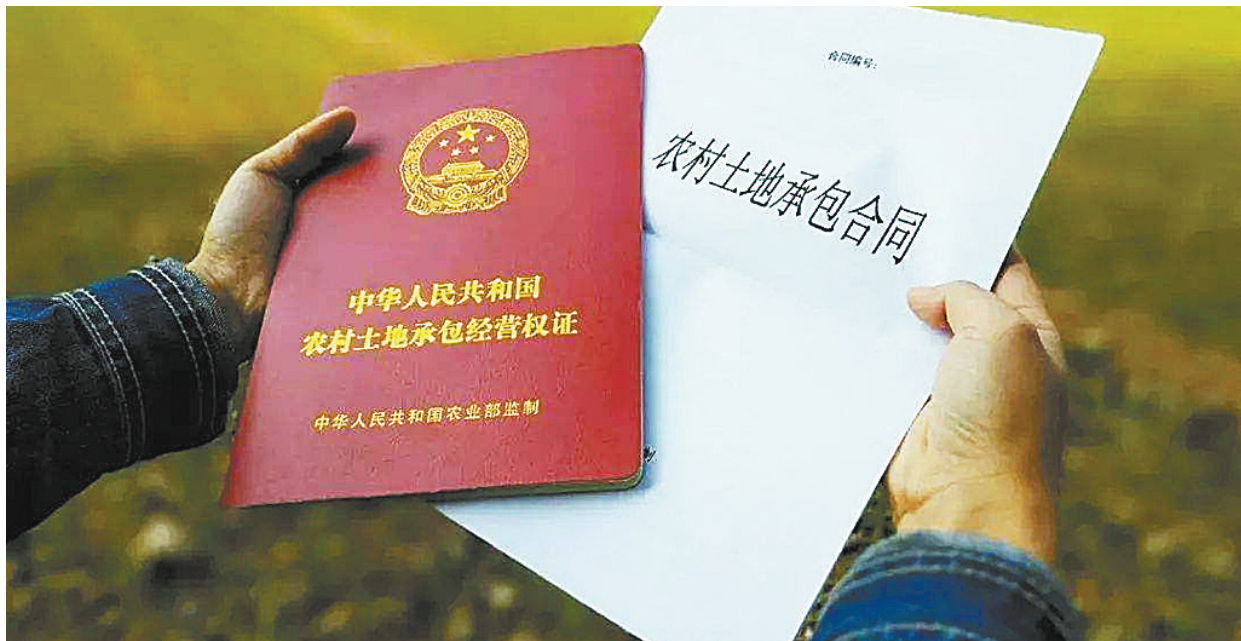 中华人民共和国
农村土地承包经营权证
中华人民共和国农业部监制
合同编号:
农村土地承包合同
制